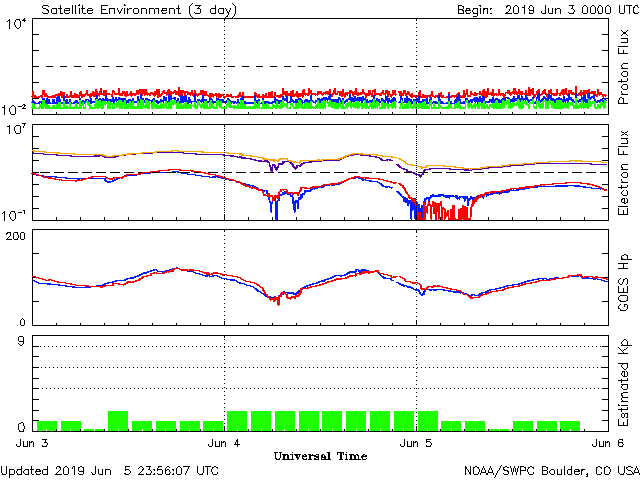 Satellite Environment (3 day) Begin: 2019 Jun 3 0000 UTC
10⁴
10⁻²
Proton Flux
10⁷
10⁻¹
Electron Flux
200
0
GOES Hp
9
0
Estimated Kp
Jun 3 Jun 4 Jun 5 Jun 6
Universal Time
Updated 2019 Jun 5 23:56:07 UTC NOAA/SWPC Boulder, CO USA